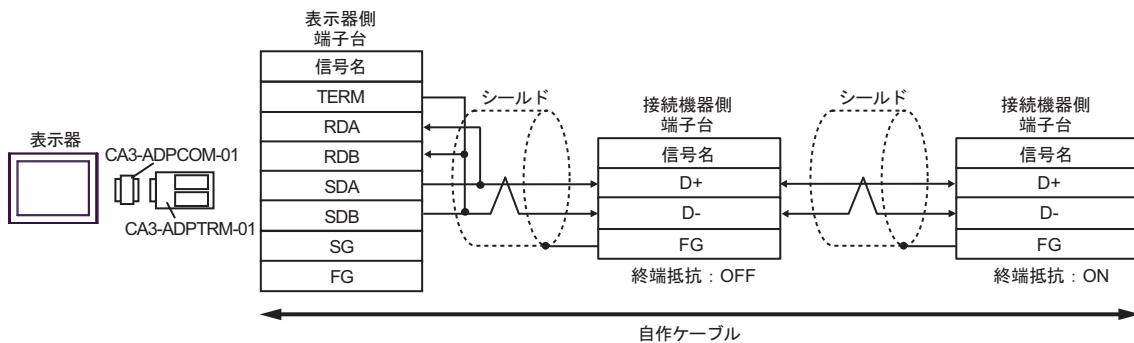 表示器
CA3-ADPCOM-01
CA3-ADPTRM-01
表示器側
端子台
信号名
TERM
RDA
RDB
SDA
SDB
SG
FG
シールド
接続機器側
端子台
信号名
D+
D-
FG
終端抵抗：OFF
シールド
接続機器側
端子台
信号名
D+
D-
FG
終端抵抗：ON
自作ケーブル